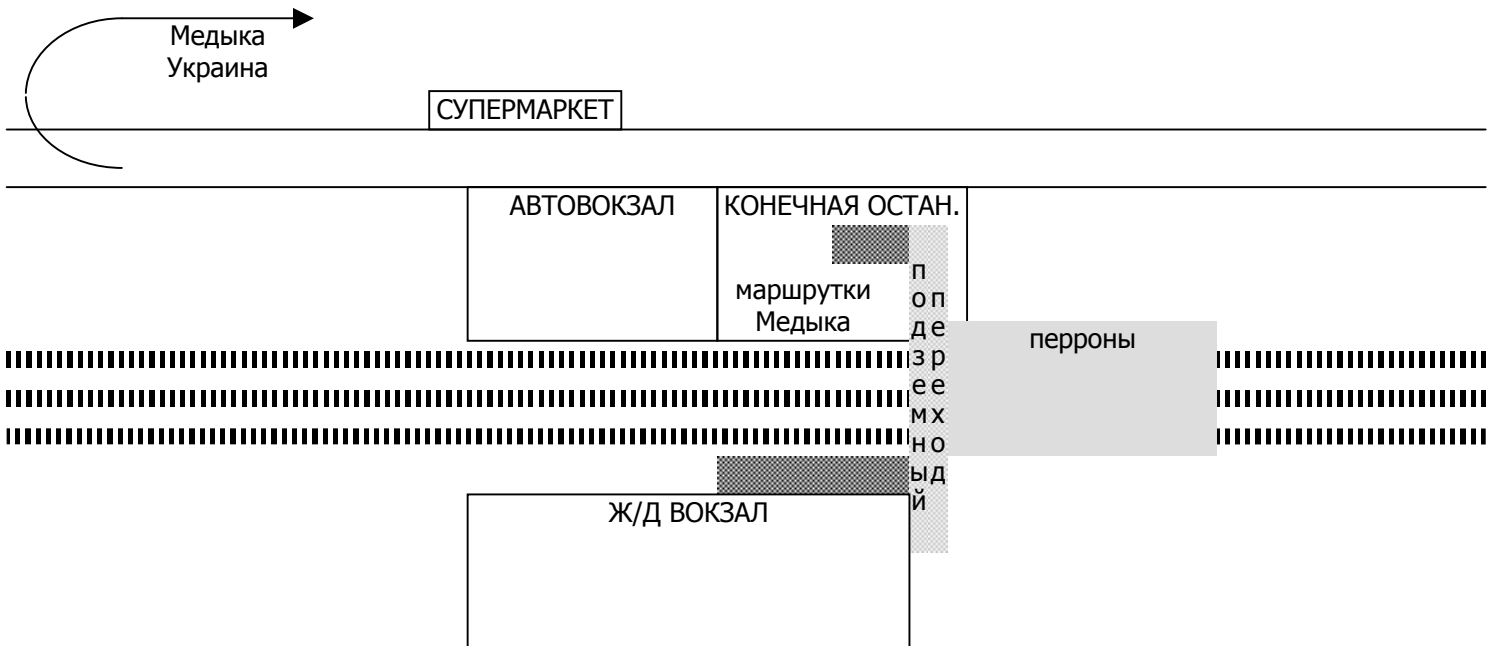 Медыка
Украина
СУПЕРМАРКЕТ
АВТОВОКЗАЛ
КОНЕЧНАЯ ОСТАН.
маршрутки
Медыка
подземный
переход
перроны
Ж/Д ВОКЗАЛ